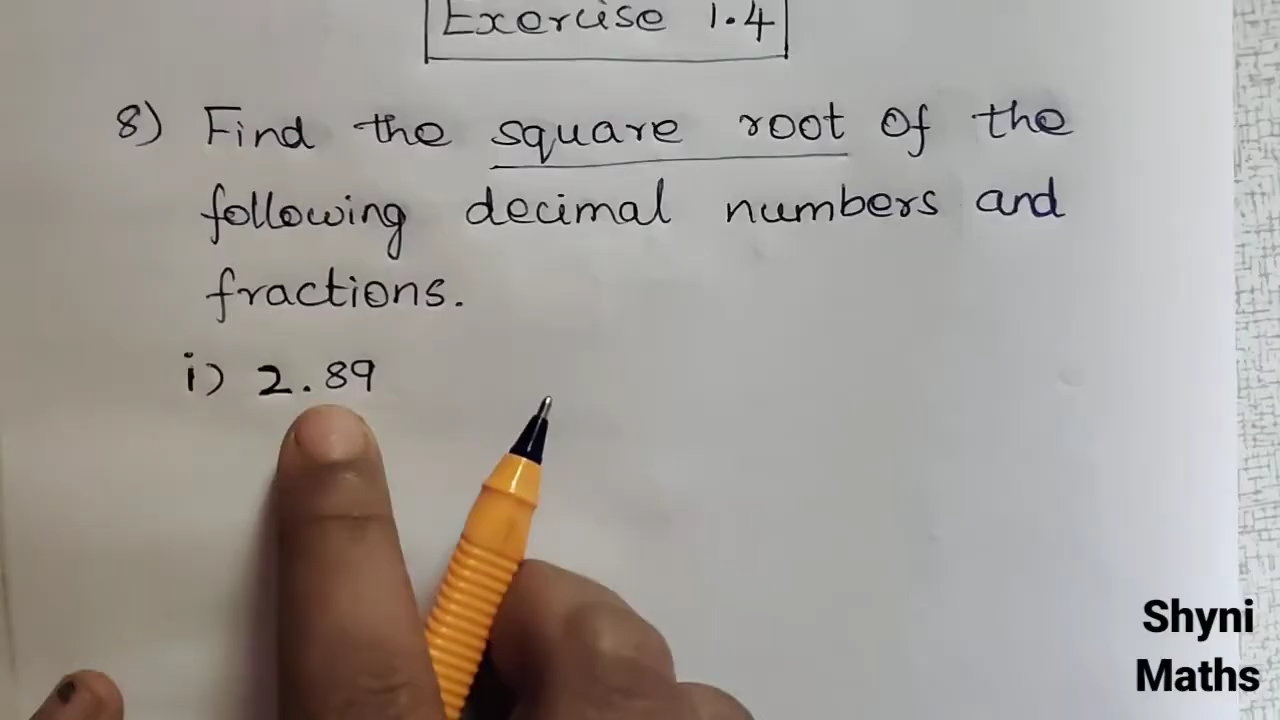 Exercise 1.4
8) Find the square root of the
following decimal numbers and
fractions.
i) 2.89
Shyni
Maths